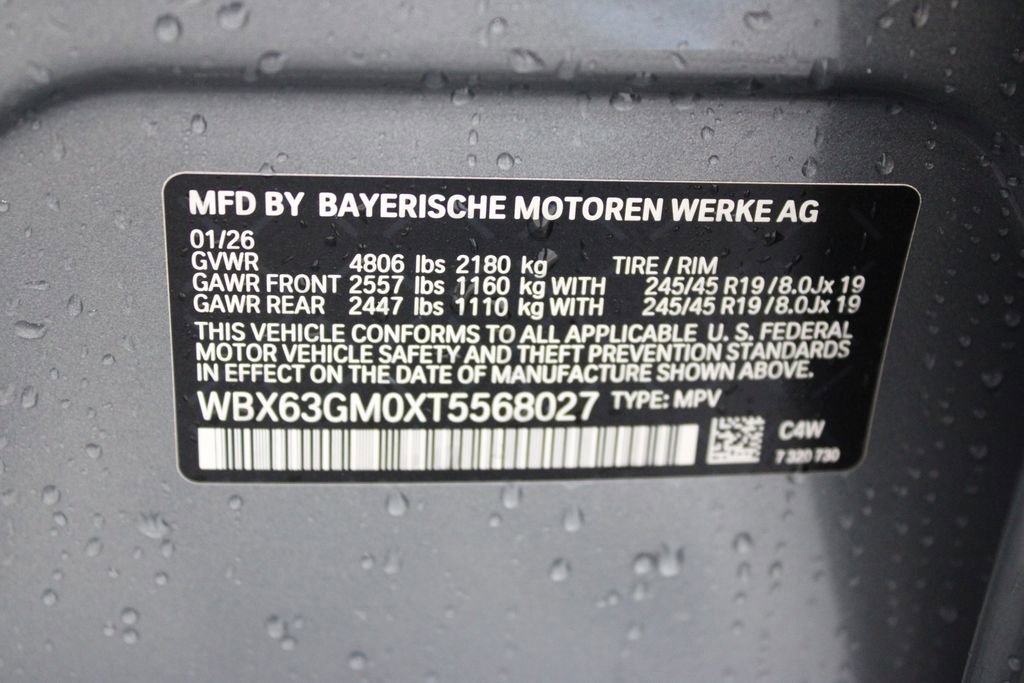 MFD BY BAYERISCHE MOTOREN WERKE AG
01/26
GVWR 4806 lbs 2180 kg TIRE / RIM
GAWR FRONT 2557 lbs 1160 kg WITH 245/45 R19 / 8.0Jx 19
GAWR REAR 2447 lbs 1110 kg WITH 245/45 R19 / 8.0Jx 19
THIS VEHICLE CONFORMS TO ALL APPLICABLE U. S. FEDERAL
MOTOR VEHICLE SAFETY AND THEFT PREVENTION STANDARDS
IN EFFECT ON THE DATE OF MANUFACTURE SHOWN ABOVE.
WBX63GM0XT5568027 TYPE: MPV
C4W
7 320 730